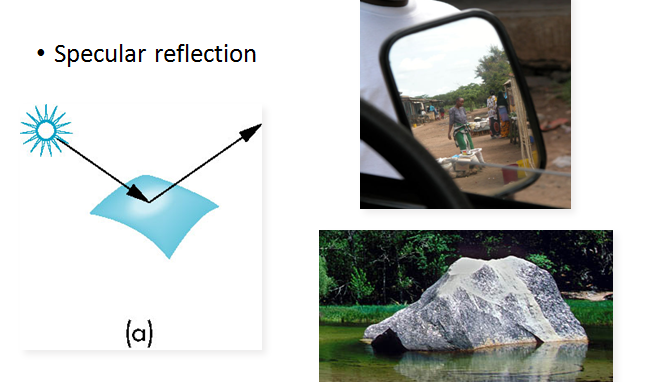 • Specular reflection
(a)